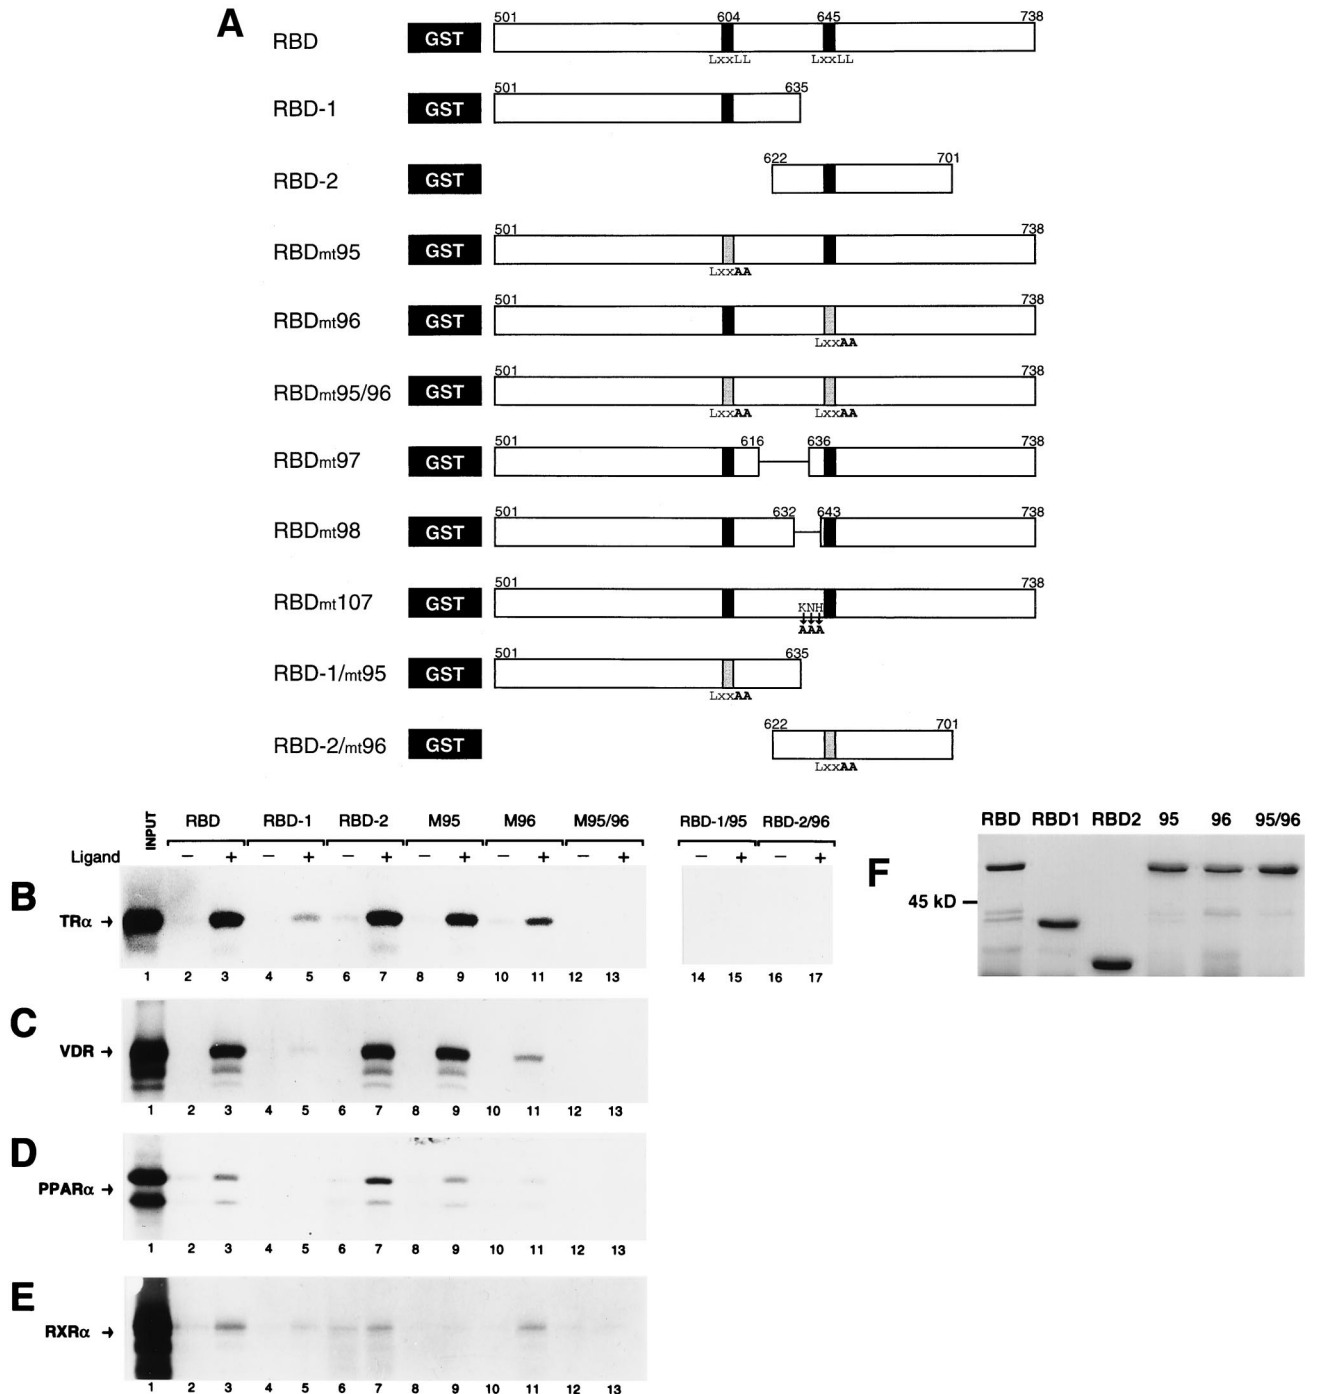 A
501 604 645 738
RBD GST
LxxLL LxxLL
501 635
RBD-1 GST
622 701
RBD-2 GST
501 738
RBDmt95 GST
LxxAA
501 738
RBDmt96 GST
LxxAA
501 738
RBDmt95/96 GST
LxxAA LxxAA
501 616 636 738
RBDmt97 GST
501 632 643 738
RBDmt98 GST
501 738
RBDmt107 GST
KNH
AAA
501 635
RBD-1/mt95 GST
LxxAA
622 701
RBD-2/mt96 GST
LxxAA
INPUT RBD RBD-1 RBD-2 M95 M96 M95/96 RBD-1/95 RBD-2/96
Ligand − + − + − + − + − + − + − + − +
B
TRα →
1 2 3 4 5 6 7 8 9 10 11 12 13 14 15 16 17
RBD RBD1 RBD2 95 96 95/96
F
45 kD
C
VDR →
1 2 3 4 5 6 7 8 9 10 11 12 13
D
PPARα →
1 2 3 4 5 6 7 8 9 10 11 12 13
E
RXRα →
1 2 3 4 5 6 7 8 9 10 11 12 13